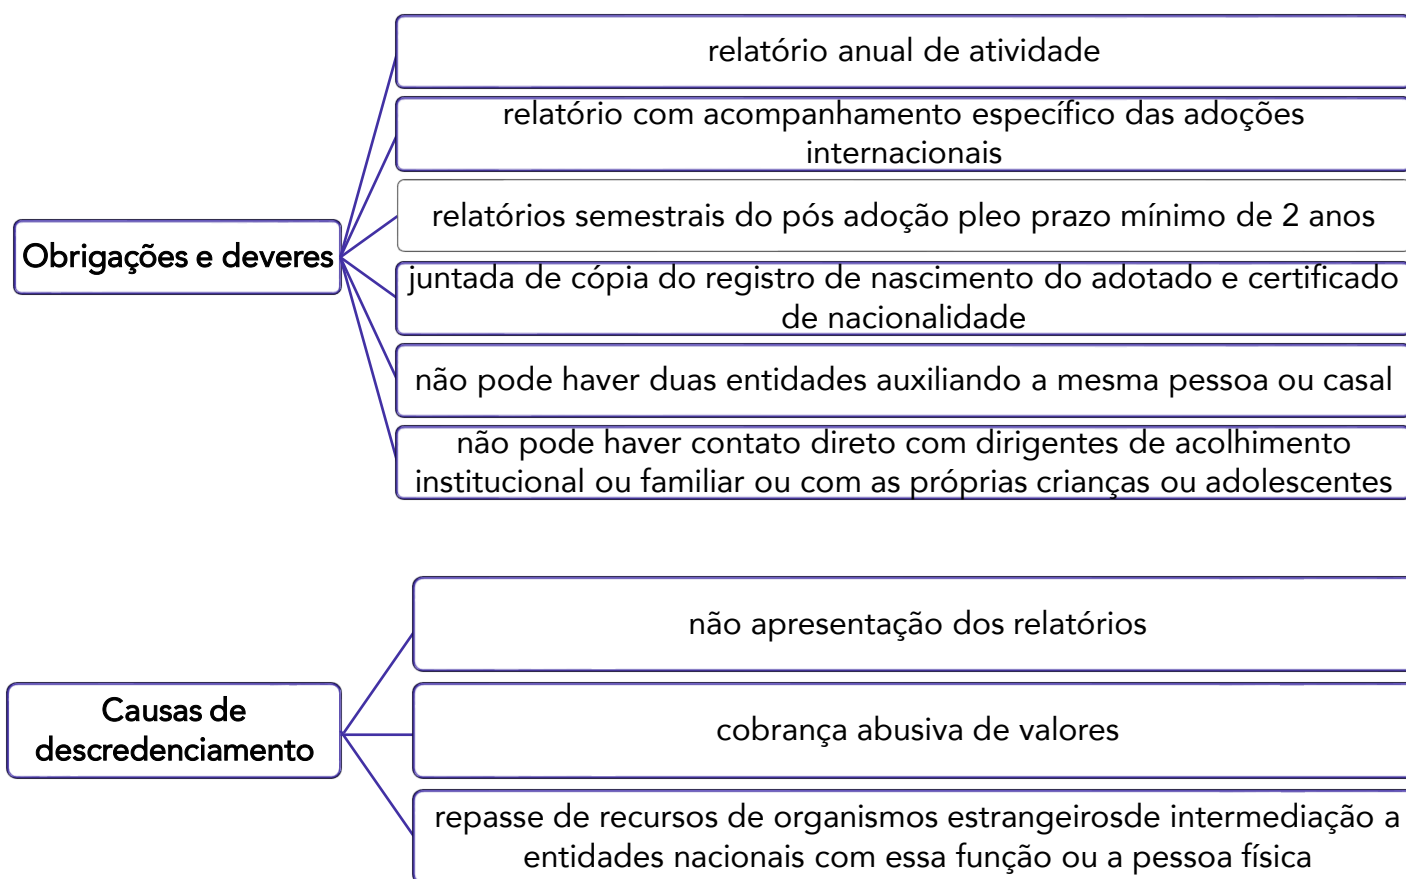 relatório anual de atividade
relatório com acompanhamento específico das adoções
internacionais
relatórios semestrais do pós adoção pleo prazo mínimo de 2 anos
Obrigações e deveres
juntada de cópia do registro de nascimento do adotado e certificado
de nacionalidade
não pode haver duas entidades auxiliando a mesma pessoa ou casal
não pode haver contato direto com dirigentes de acolhimento
institucional ou familiar ou com as próprias crianças ou adolescentes
não apresentação dos relatórios
Causas de
descredenciamento
cobrança abusiva de valores
repasse de recursos de organismos estrangeirosde intermediação a
entidades nacionais com essa função ou a pessoa física